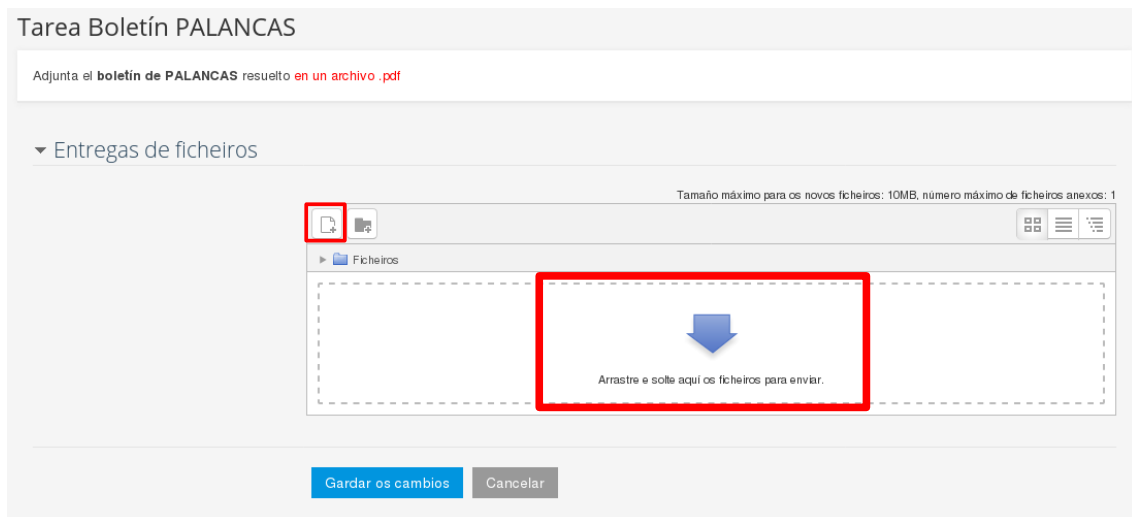 Tarea Boletín PALANCAS
Adjunta el boletín de PALANCAS resuelto en un archivo .pdf
Entregas de ficheiros
Tamaño máximo para os novos ficheiros: 10MB, número máximo de ficheiros anexos: 1
Ficheiros
Arrastre e solte aquí os ficheiros para enviar.
Gardar os cambios Cancelar